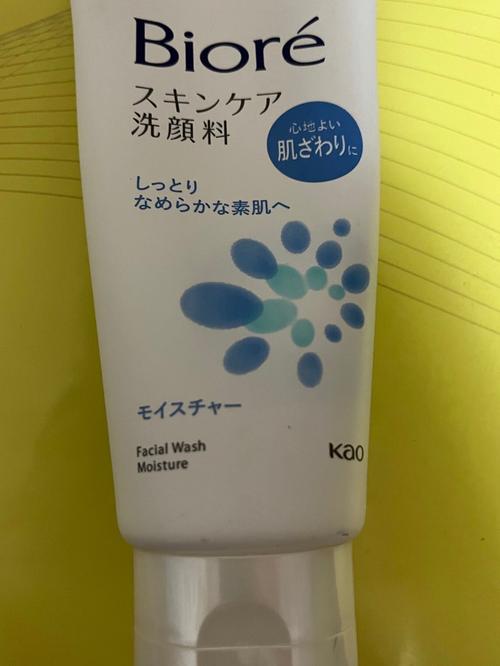 Bioré
スキンケア
洗顔料
心地よい
肌ざわりに
しっとり
なめらかな素肌へ
モイスチャー
Facial Wash
Moisture
Kao